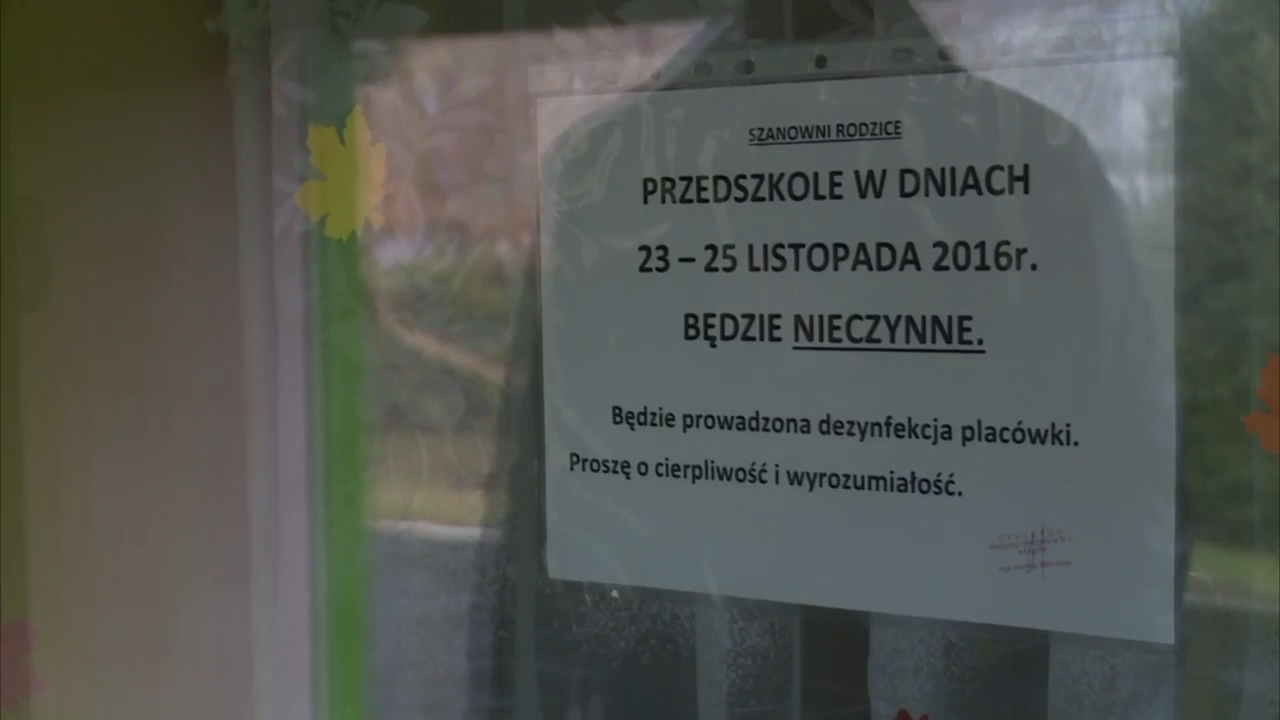 SZANOWNI RODZICE
PRZEDSZKOLE W DNIACH
23 – 25 LISTOPADA 2016r.
BĘDZIE NIECZYNNE.
Będzie prowadzona dezynfekcja placówki.
Proszę o cierpliwość i wyrozumiałość.